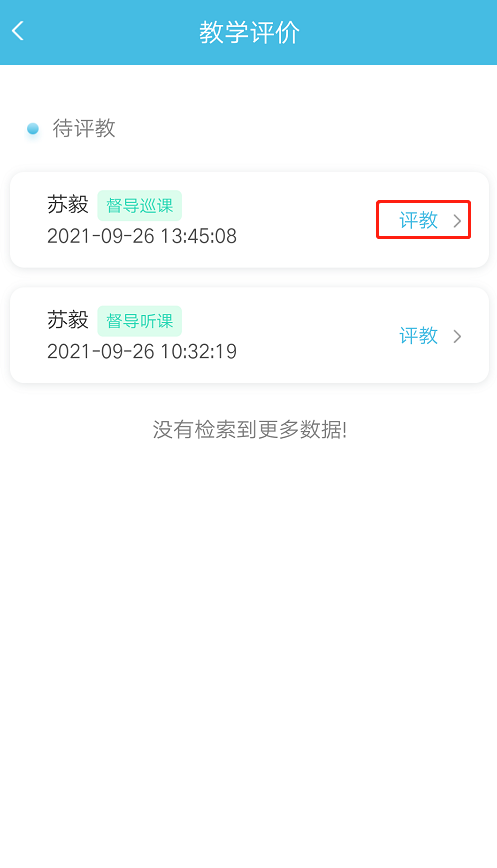 教学评价
待评教
苏毅 督导巡课
2021-09-26 13:45:08
评教
苏毅 督导听课
2021-09-26 10:32:19
评教
没有检索到更多数据!